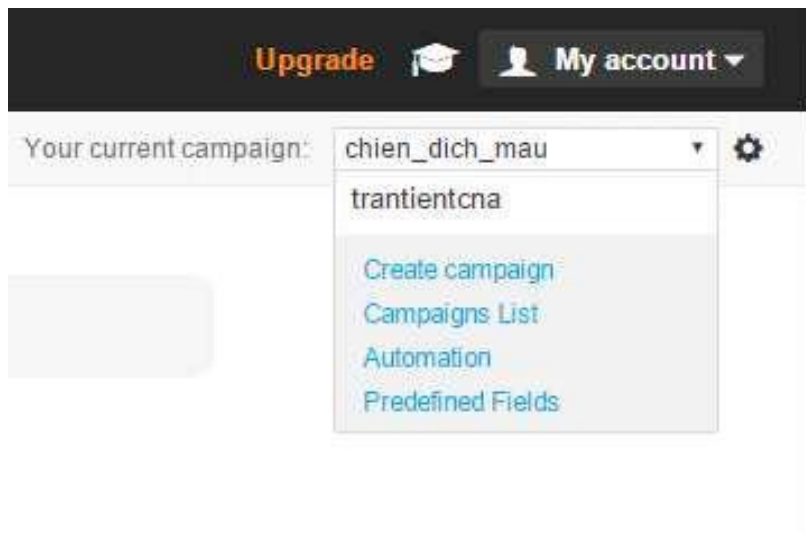 Upgrade My account
Your current campaign: chien_dich_mau
trantientcna
Create campaign
Campaigns List
Automation
Predefined Fields